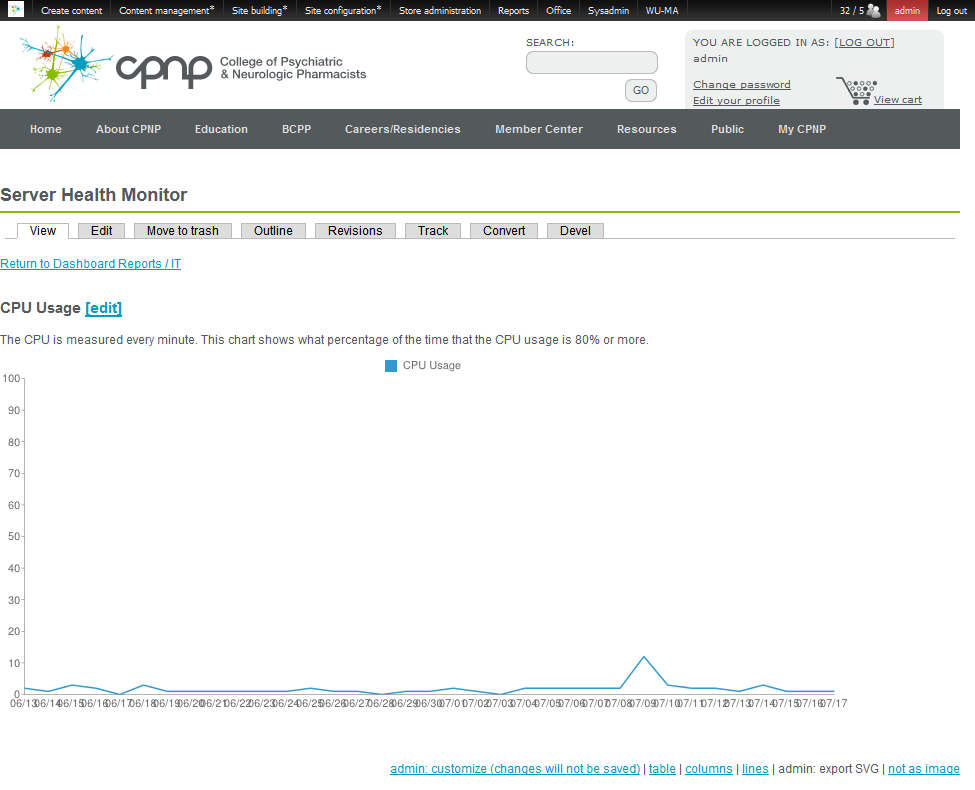 Create content Content management* Site building* Site configuration* Store administration Reports Office Sysadmin WU-MA 32 / 5 admin Log out
cpnp College of Psychiatric
& Neurologic Pharmacists
SEARCH:
GO
YOU ARE LOGGED IN AS: [LOG OUT]
admin
Change password
Edit your profile
View cart
Home About CPNP Education BCPP Careers/Residencies Member Center Resources Public My CPNP
Server Health Monitor
View Edit Move to trash Outline Revisions Track Convert Devel
Return to Dashboard Reports / IT
CPU Usage [edit]
The CPU is measured every minute. This chart shows what percentage of the time that the CPU usage is 80% or more.
CPU Usage
100
90
80
70
60
50
40
30
20
10
0
06/13 06/14 06/15 06/16 06/17 06/18 06/19 06/20 06/21 06/22 06/23 06/24 06/25 06/26 06/27 06/28 06/29 06/30 07/01 07/02 07/03 07/04 07/05 07/06 07/07 07/08 07/09 07/10 07/11 07/12 07/13 07/14 07/15 07/16 07/17
admin: customize (changes will not be saved) | table | columns | lines | admin: export SVG | not as image